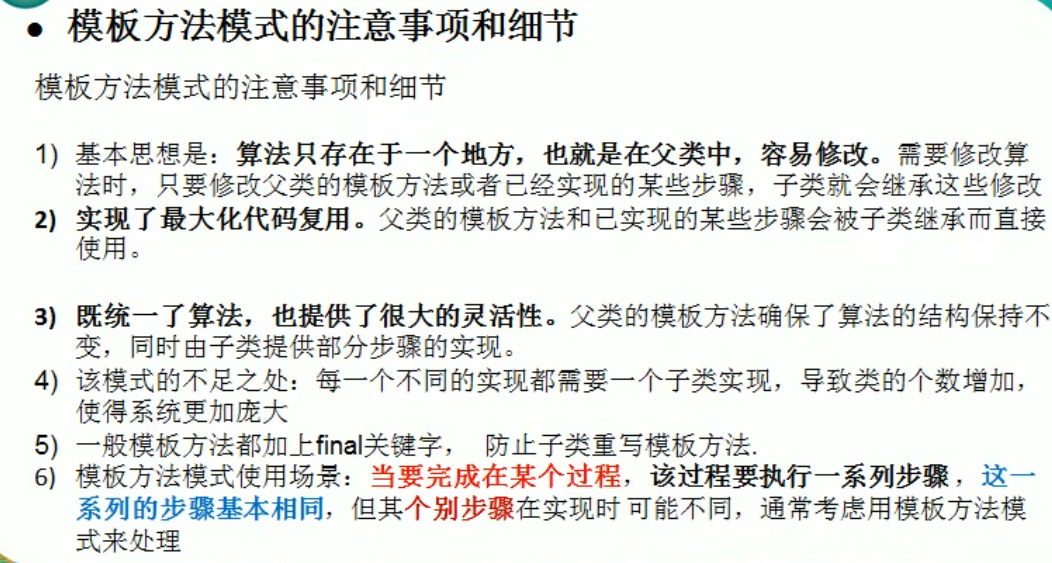 ● 模板方法模式的注意事项和细节
模板方法模式的注意事项和细节
1) 基本思想是：算法只存在于一个地方，也就是在父类中，容易修改。需要修改算
法时，只要修改父类的模板方法或者已经实现的某些步骤，子类就会继承这些修改
2) 实现了最大化代码复用。父类的模板方法和已实现的某些步骤会被子类继承而直接
使用。
3) 既统一了算法，也提供了很大的灵活性。父类的模板方法确保了算法的结构保持不
变，同时由子类提供部分步骤的实现。
4) 该模式的不足之处：每一个不同的实现都需要一个子类实现，导致类的个数增加，
使得系统更加庞大
5) 一般模板方法都加上final关键字， 防止子类重写模板方法.
6) 模板方法模式使用场景：当要完成在某个过程，该过程要执行一系列步骤 ，这一
系列的步骤基本相同，但其个别步骤在实现时 可能不同，通常考虑用模板方法模
式来处理